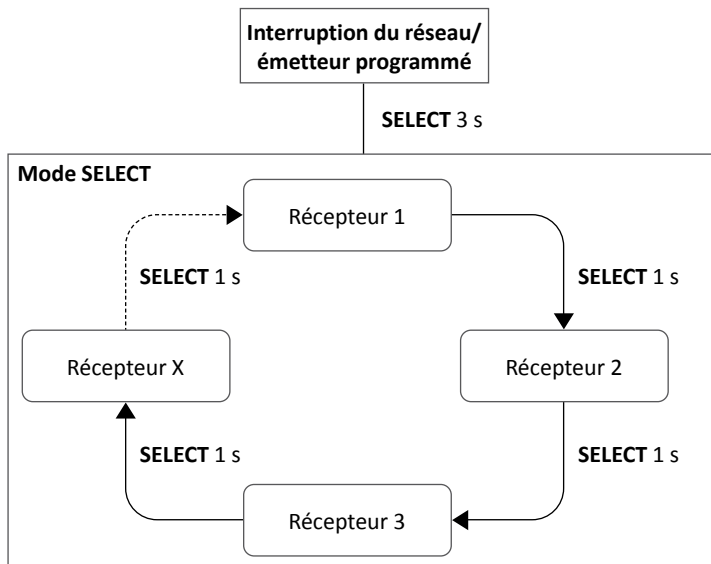 Interruption du réseau/
émetteur programmé
SELECT 3 s
Mode SELECT
Récepteur 1
SELECT 1 s
SELECT 1 s
Récepteur X
Récepteur 2
SELECT 1 s
SELECT 1 s
Récepteur 3